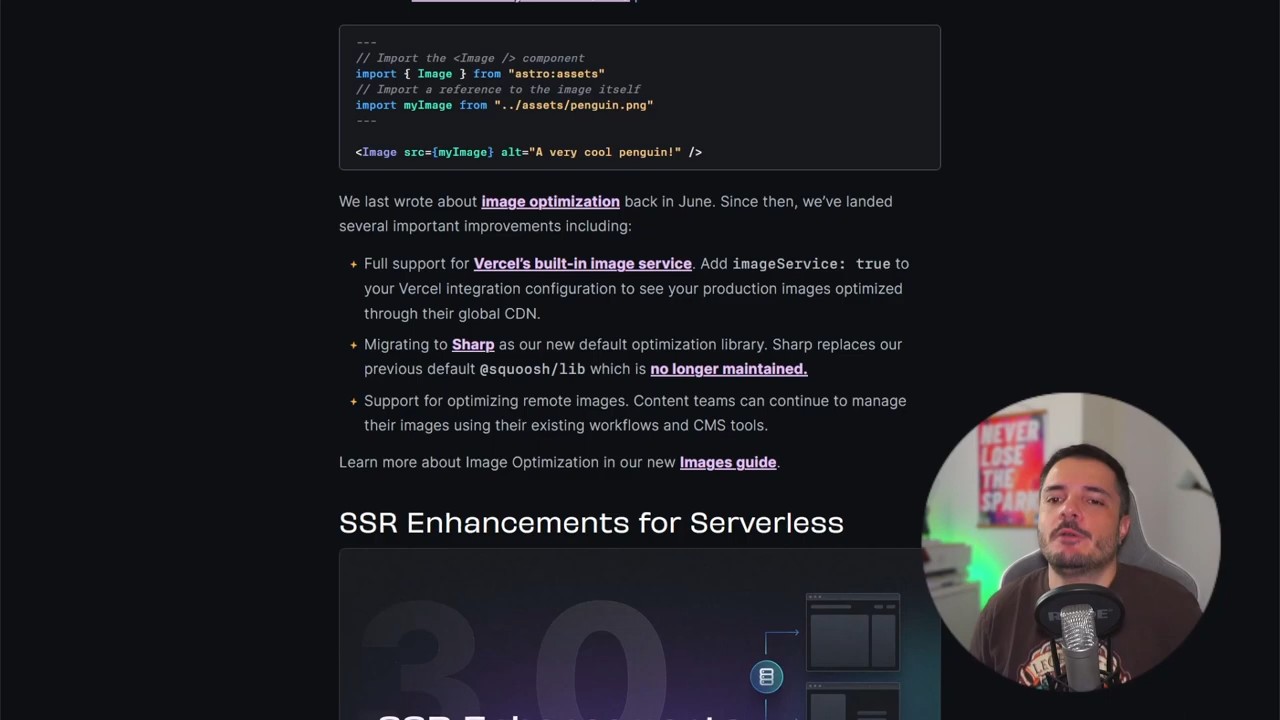 ---
// Import the <Image /> component
import { Image } from "astro:assets"
// Import a reference to the image itself
import myImage from "../assets/penguin.png"
---
<Image src={myImage} alt="A very cool penguin!" />
We last wrote about image optimization back in June. Since then, we’ve landed
several important improvements including:
Full support for Vercel’s built-in image service. Add imageService: true to
your Vercel integration configuration to see your production images optimized
through their global CDN.
Migrating to Sharp as our new default optimization library. Sharp replaces our
previous default @squoosh/lib which is no longer maintained.
Support for optimizing remote images. Content teams can continue to manage
their images using their existing workflows and CMS tools.
Learn more about Image Optimization in our new Images guide.
SSR Enhancements for Serverless
3.0
SSR Enhancements
NEVER
LOSE
THE
SPARK